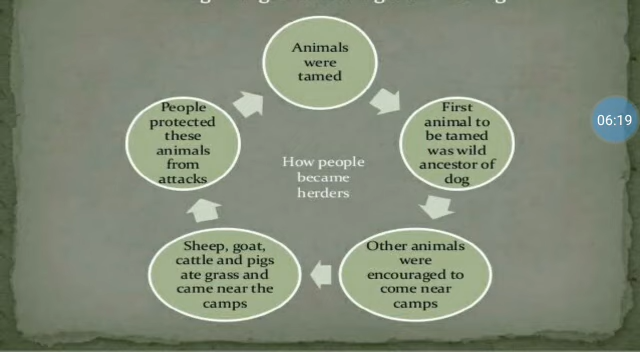 Animals
were
tamed
First
animal to
be tamed
was wild
ancestor of
dog
Other animals
were
encouraged to
come near
camps
Sheep, goat,
cattle and pigs
ate grass and
came near the
camps
People
protected
these
animals
from
attacks
How people
became
herders
06:19